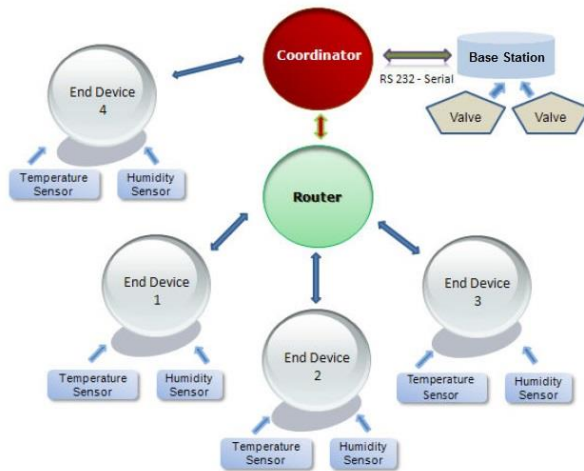 Coordinator
Base Station
RS 232 - Serial
Valve
Valve
End Device
4
Temperature
Sensor
Humidity
Sensor
Router
End Device
1
End Device
3
End Device
2
Temperature
Sensor
Humidity
Sensor
Temperature
Sensor
Humidity
Sensor
Temperature
Sensor
Humidity
Sensor